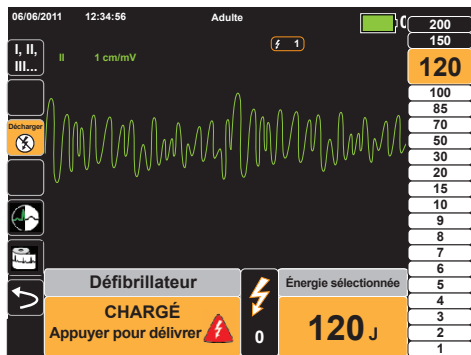 06/06/2011 12:34:56 Adulte
1
I, II,
III...
II 1 cm/mV
Décharger
200
150
120
100
85
70
50
30
20
15
10
9
8
7
6
5
4
3
2
1
Défibrillateur
CHARGÉ
Appuyer pour délivrer
0
Énergie sélectionnée
120 J